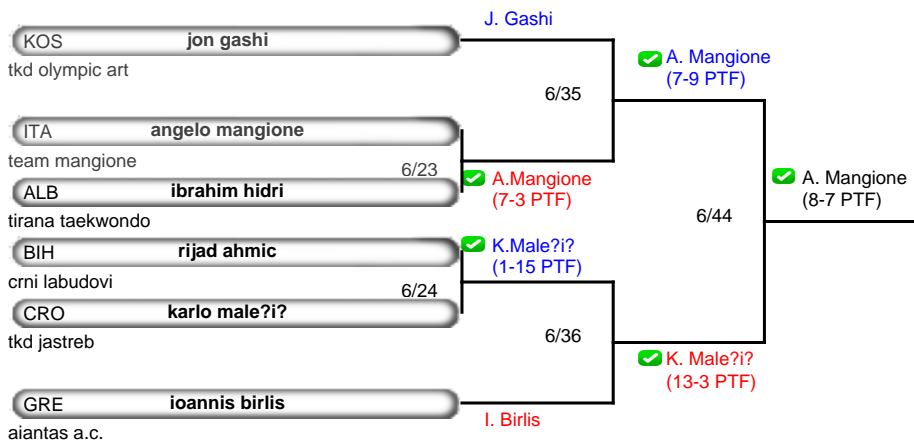 J. Gashi
KOS jon gashi
tkd olympic art
A. Mangione
(7-9 PTF)
6/35
ITA angelo mangione
team mangione
6/23
A.Mangione
(7-3 PTF)
ALB ibrahim hidri
tirana taekwondo
A. Mangione
(8-7 PTF)
6/44
BIH rijad ahmic
crni labudovi
K.Male?i?
(1-15 PTF)
6/24
CRO karlo male?i?
tkd jastreb
6/36
K. Male?i?
(13-3 PTF)
GRE ioannis birlis
aiantas a.c.
I. Birlis